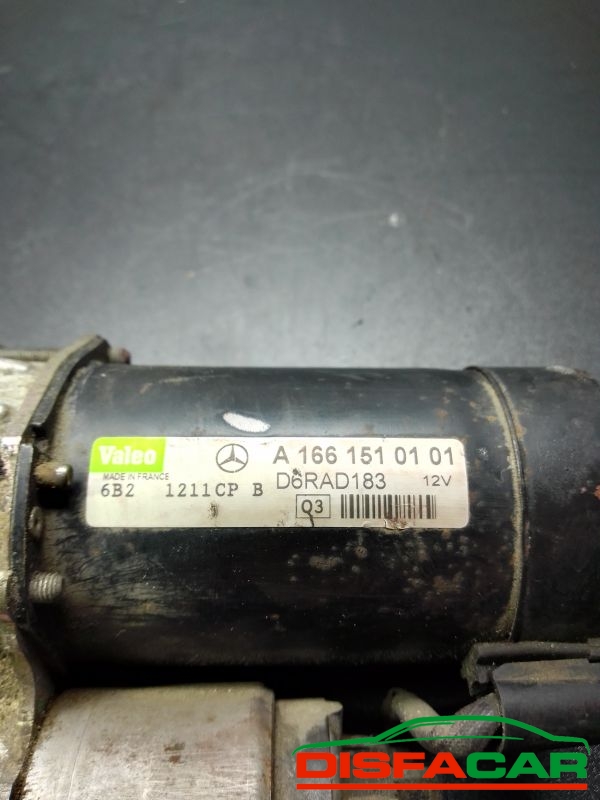 Valeo
A 166 151 01 01
MADE IN FRANCE
D6RAD183 12V
6B2 1211CP B
Q3
DISFACAR